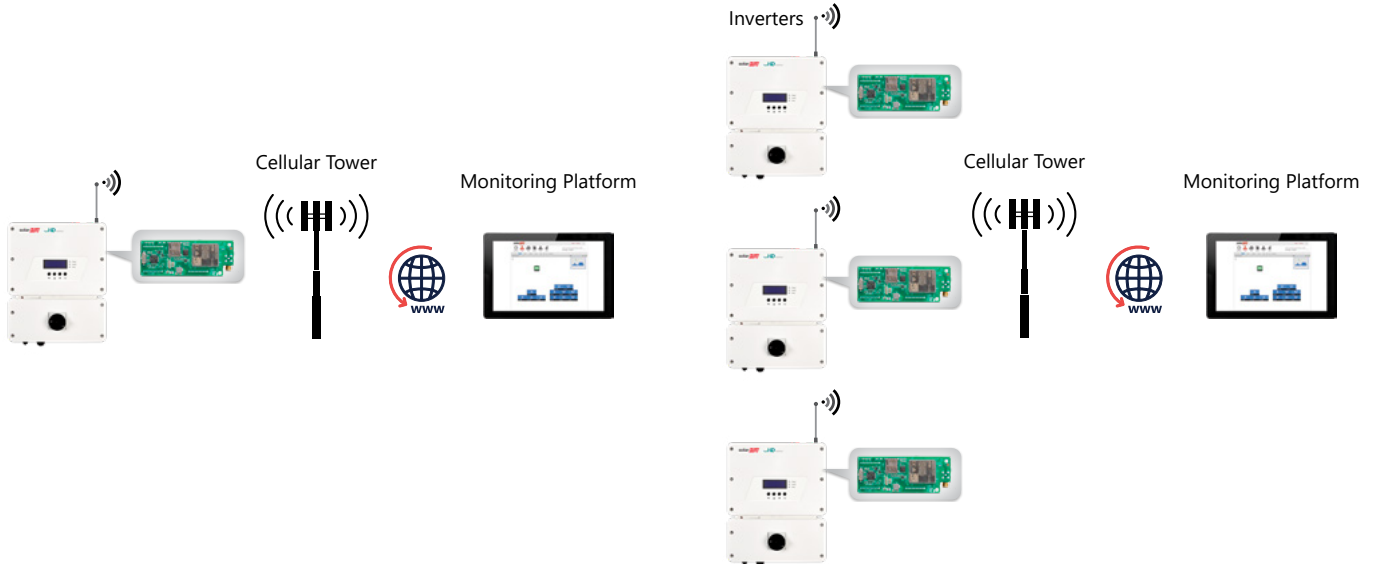 Cellular Tower
Monitoring Platform
www
Inverters
Cellular Tower
Monitoring Platform
www